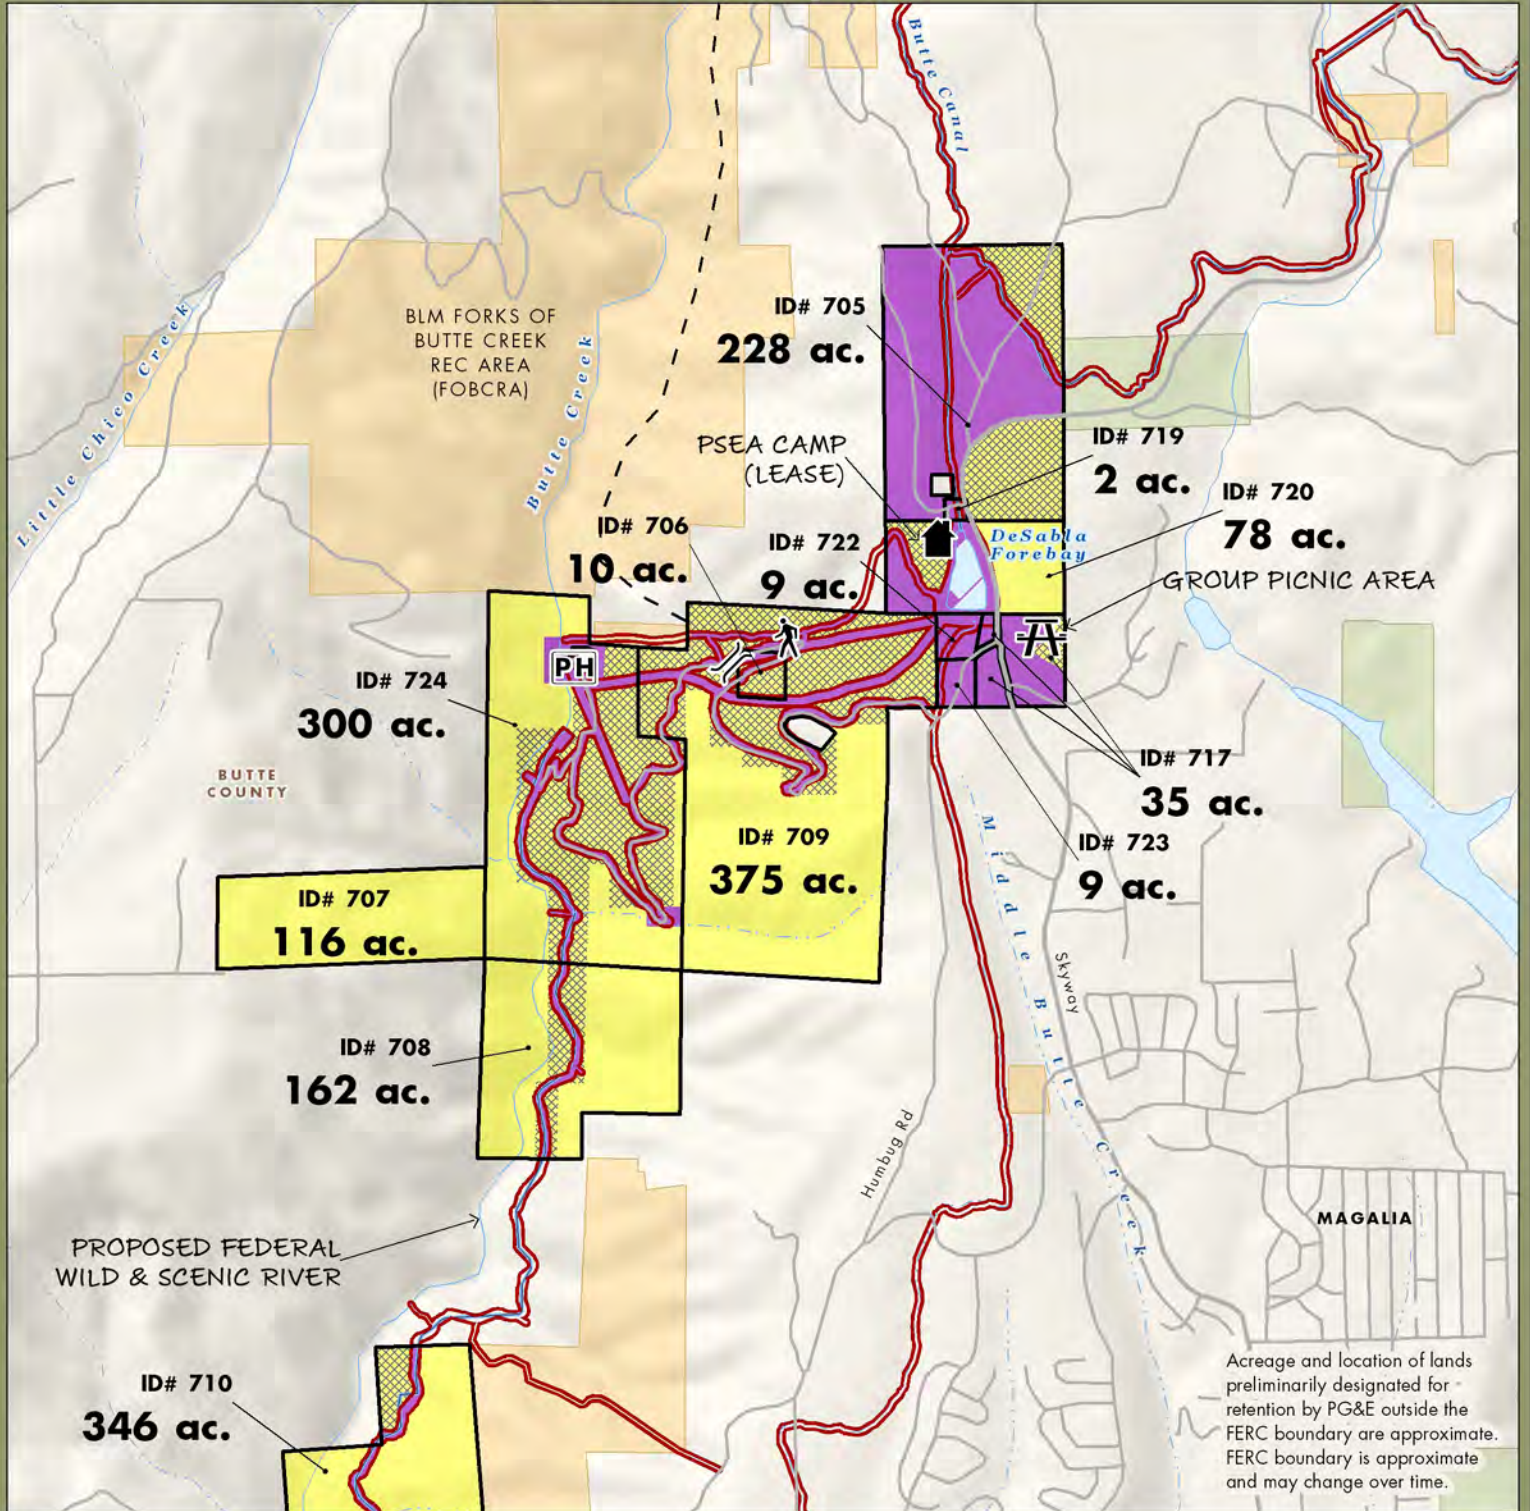 Butte Canal
BLM FORKS OF
BUTTE CREEK
REC AREA
(FOBCRA)
Little Chico Creek
Butte Creek
ID# 705
228 ac.
PSEA CAMP
(LEASE)
ID# 719
2 ac.
ID# 720
78 ac.
DeSabla
Forebay
GROUP PICNIC AREA
ID# 706
10 ac.
ID# 722
9 ac.
PH
ID# 724
300 ac.
BUTTE
COUNTY
ID# 717
35 ac.
ID# 709
375 ac.
ID# 723
9 ac.
ID# 707
116 ac.
Middle Butte Creek
Skyway
ID# 708
162 ac.
Humbug Rd
MAGALIA
PROPOSED FEDERAL
WILD & SCENIC RIVER
ID# 710
346 ac.
Acreage and location of lands
preliminarily designated for
retention by PG&E outside the
FERC boundary are approximate.
FERC boundary is approximate
and may change over time.